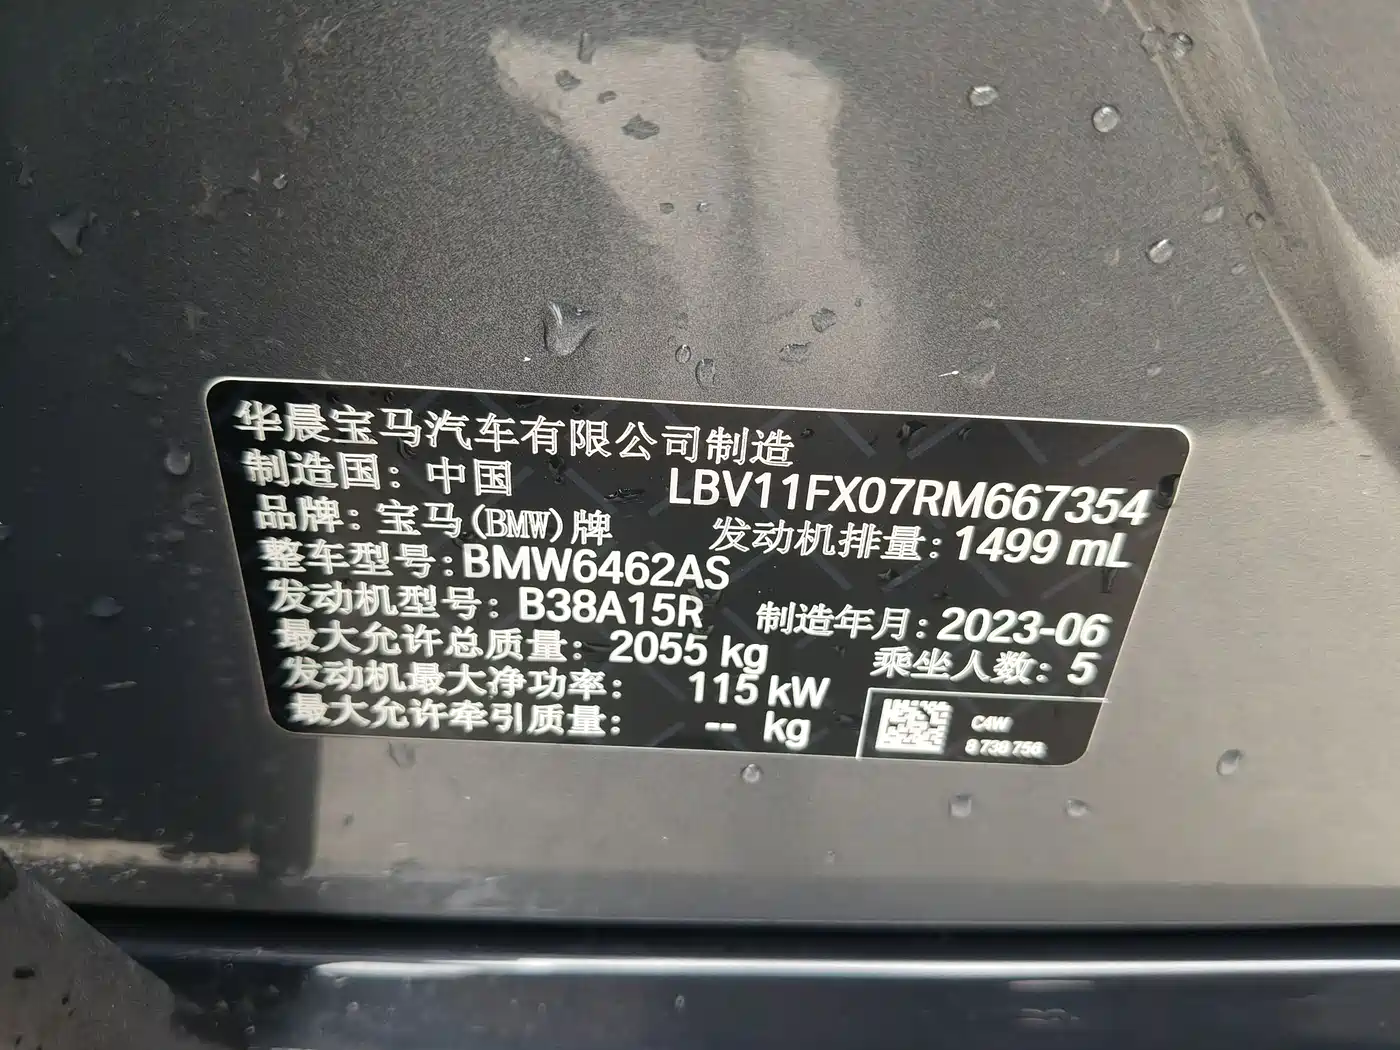 华晨宝马汽车有限公司制造
制造国：中国
LBV11FX07RM667354
品牌：宝马(BMW)牌
发动机排量：1499 mL
整车型号：BMW6462AS
发动机型号：B38A15R
制造年月：2023-06
最大允许总质量：2055 kg
乘坐人数：5
发动机最大净功率：115 kW
最大允许牵引质量：-- kg
C4W
8 738 756